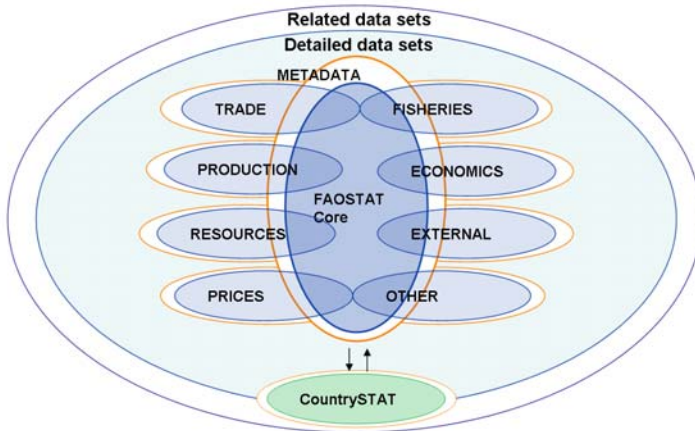 Related data sets
Detailed data sets
METADATA
TRADE
FISHERIES
PRODUCTION
ECONOMICS
FAOSTAT
Core
RESOURCES
EXTERNAL
PRICES
OTHER
CountrySTAT